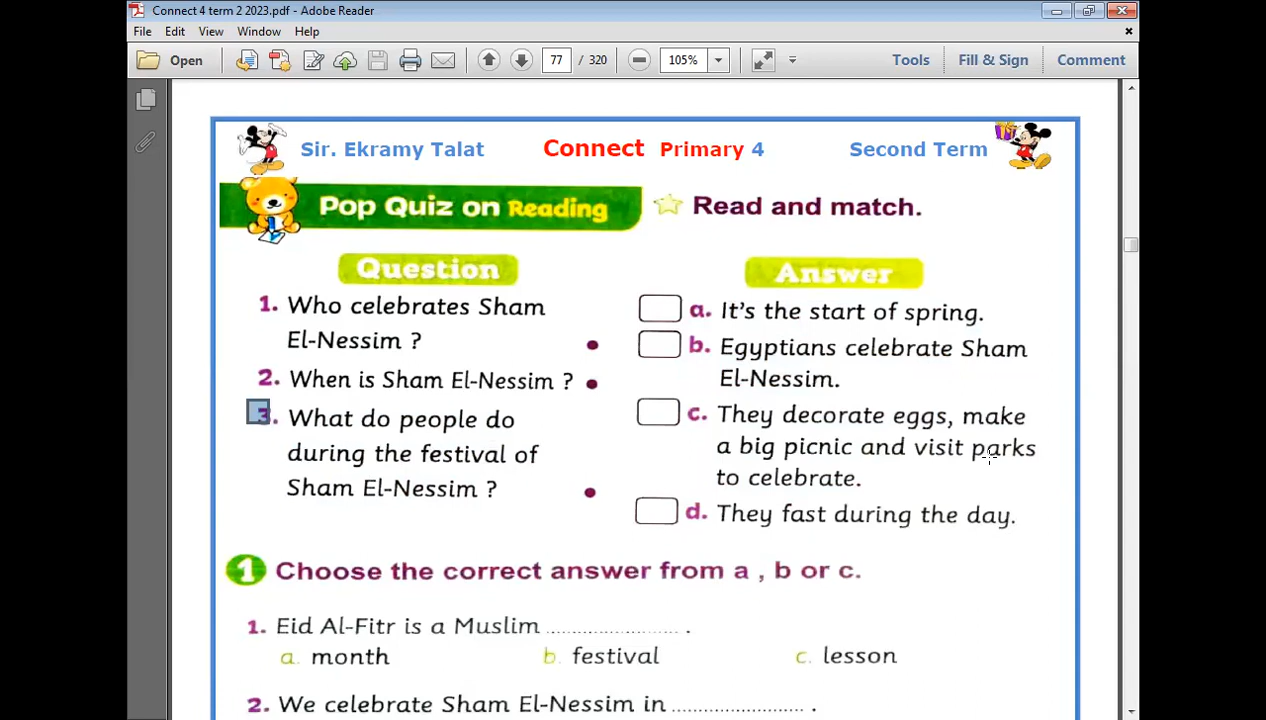 Connect 4 term 2 2023.pdf - Adobe Reader
File Edit View Window Help
Open 77 / 320 105% Tools Fill & Sign Comment
Sir. Ekramy Talat Connect Primary 4 Second Term
Pop Quiz on Reading Read and match.
Question Answer
1. Who celebrates Sham
El-Nessim ?
2. When is Sham El-Nessim ?
3. What do people do
during the festival of
Sham El-Nessim ?
a. It's the start of spring.
b. Egyptians celebrate Sham
El-Nessim.
c. They decorate eggs, make
a big picnic and visit parks
to celebrate.
d. They fast during the day.
1 Choose the correct answer from a , b or c.
1. Eid Al-Fitr is a Muslim ...................... .
a. month b. festival c. lesson
2. We celebrate Sham El-Nessim in ...................... .